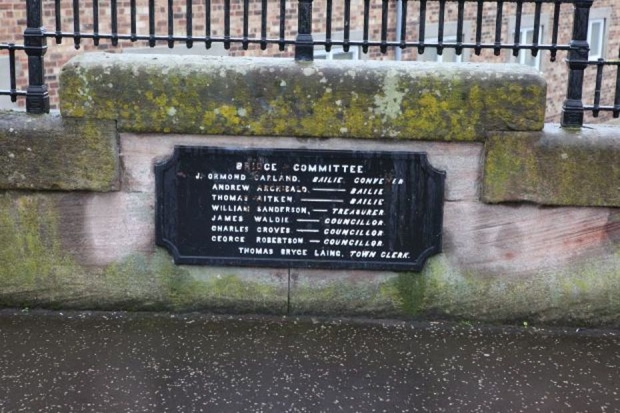 BRIDGE COMMITTEE
J. ORMOND GAFLAND. BAILIE. CONVENER
ANDREW ARCHIBALD. BAILIE
THOMAS AITKEN. BAILIE
WILLIAM SANDERSON. TREASURER
JAMES WALDIE. COUNCILLOR.
CHARLES GROVES COUNCILLOR.
GEORGE ROBERTSON COUNCILLOR.
THOMAS BRYCE LAING. TOWN CLERK.